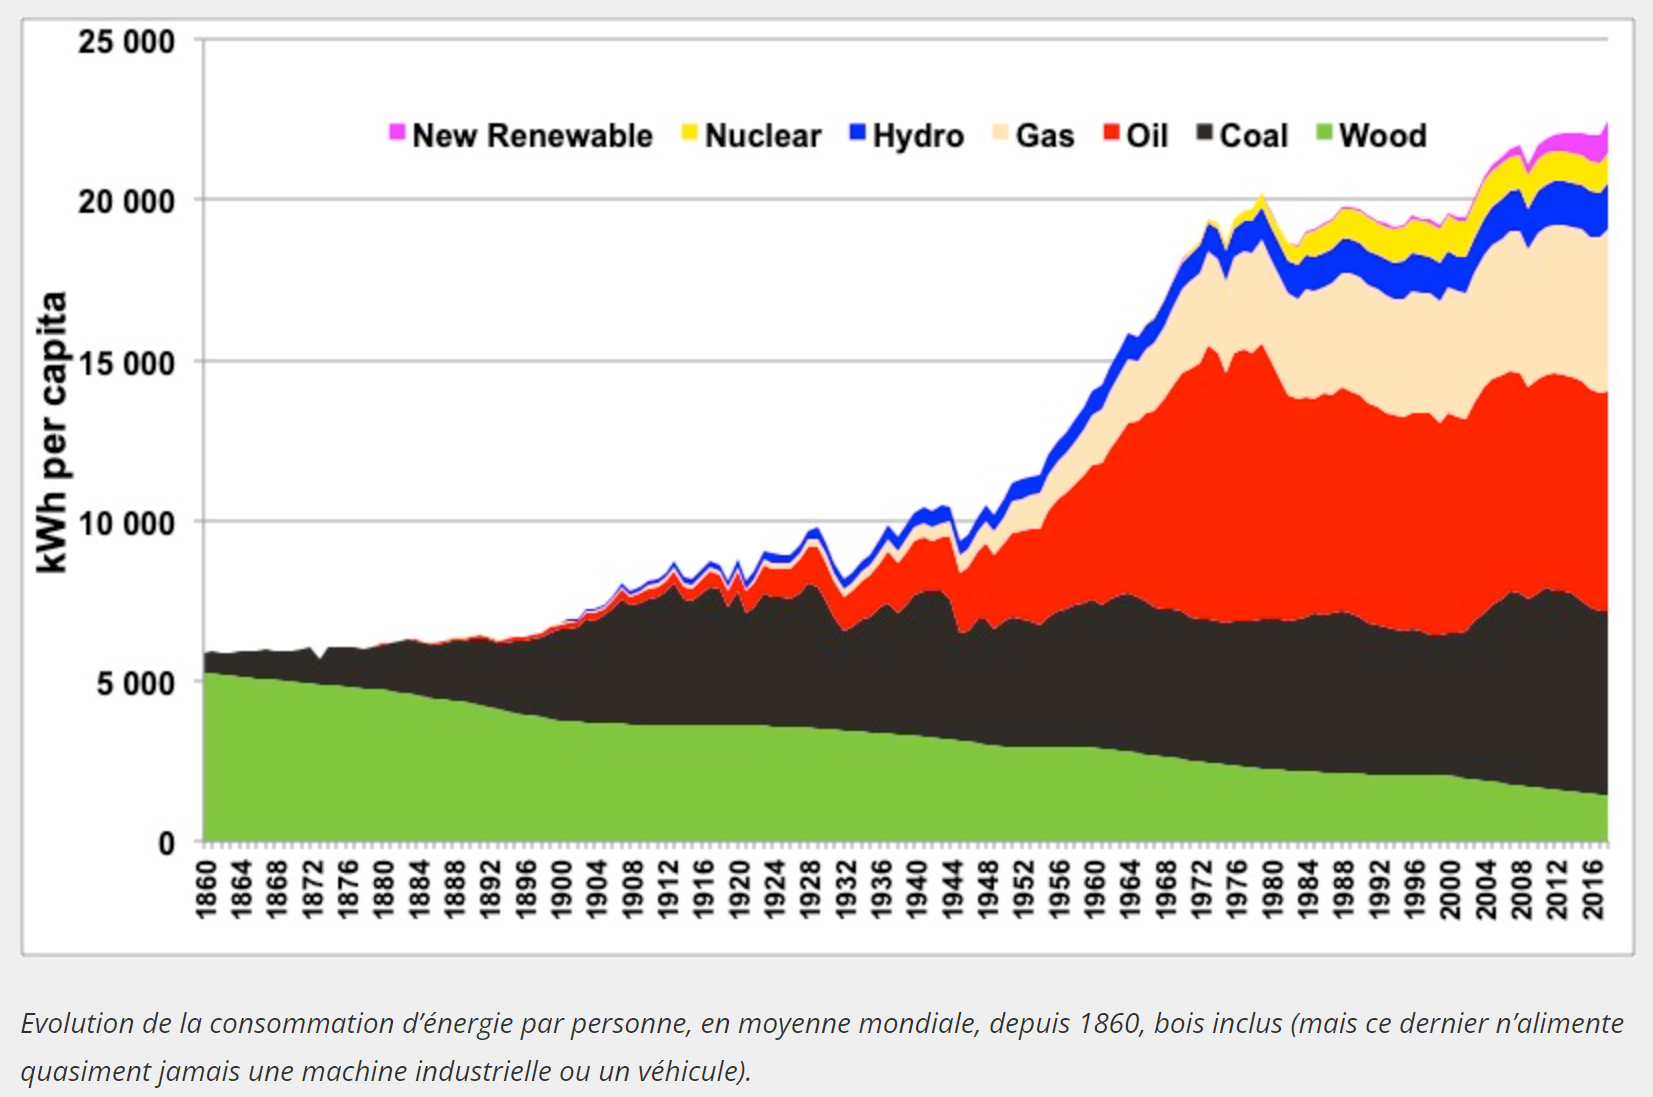 25 000
New Renewable Nuclear Hydro Gas Oil Coal Wood
20 000
15 000
10 000
5 000
0
kWh per capita
1860 1864 1868 1872 1876 1880 1884 1888 1892 1896 1900 1904 1908 1912 1916 1920 1924 1928 1932 1936 1940 1944 1948 1952 1956 1960 1964 1968 1972 1976 1980 1984 1988 1992 1996 2000 2004 2008 2012 2016
Evolution de la consommation d’énergie par personne, en moyenne mondiale, depuis 1860, bois inclus (mais ce dernier n’alimente
quasiment jamais une machine industrielle ou un véhicule).